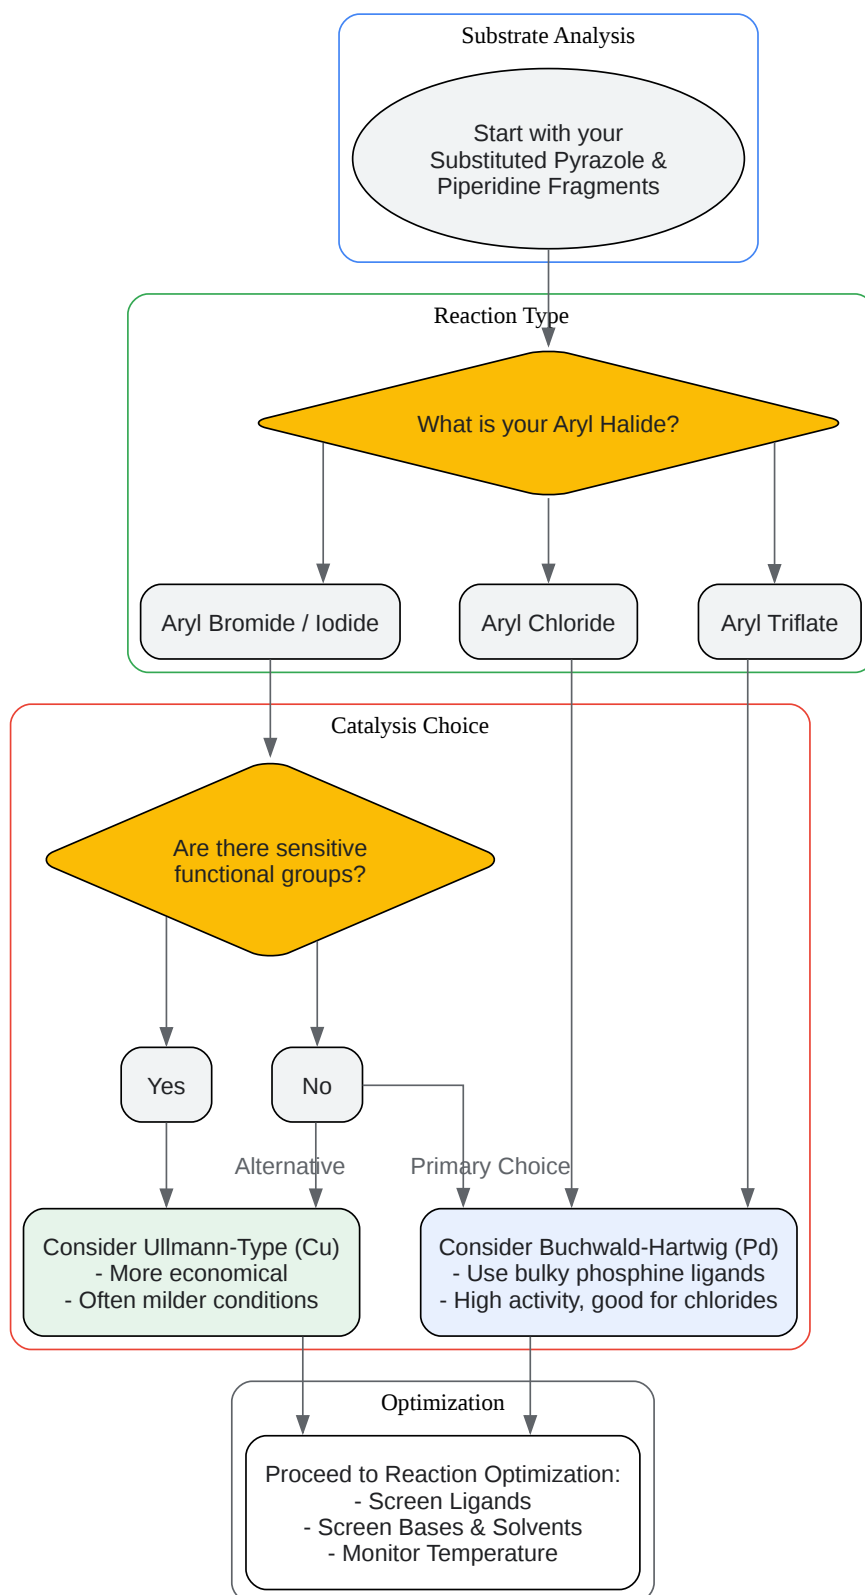 Substrate Analysis
Start with your
Substituted Pyrazole &
Piperidine Fragments
Reaction Type
What is your Aryl Halide?
Aryl Bromide / Iodide
Aryl Chloride
Aryl Triflate
Catalysis Choice
Are there sensitive
functional groups?
Yes
No
Alternative
Primary Choice
Consider Ullmann-Type (Cu)
- More economical
- Often milder conditions
Consider Buchwald-Hartwig (Pd)
- Use bulky phosphine ligands
- High activity, good for chlorides
Optimization
Proceed to Reaction Optimization:
- Screen Ligands
- Screen Bases & Solvents
- Monitor Temperature